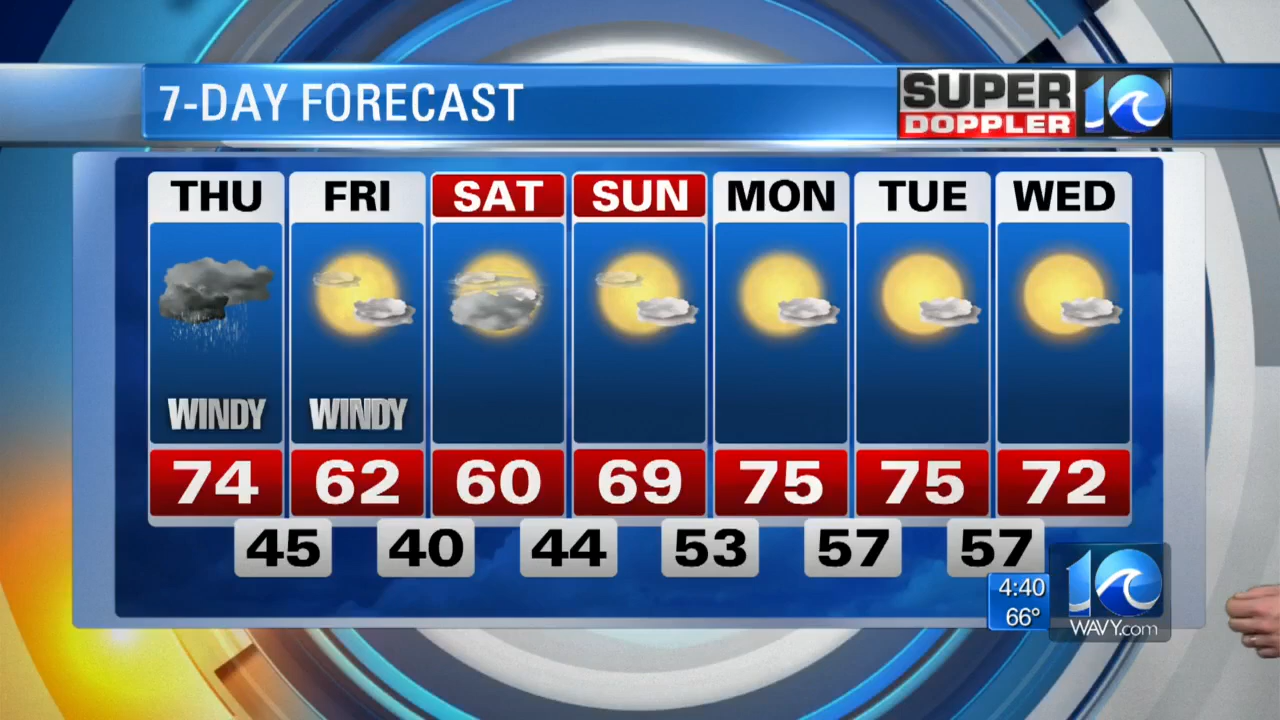 7-DAY FORECAST
SUPER
DOPPLER
10
THU FRI SAT SUN MON TUE WED
WINDY WINDY
74 62 60 69 75 75 72
45 40 44 53 57 57
4:40
66°
10
WAVY.com